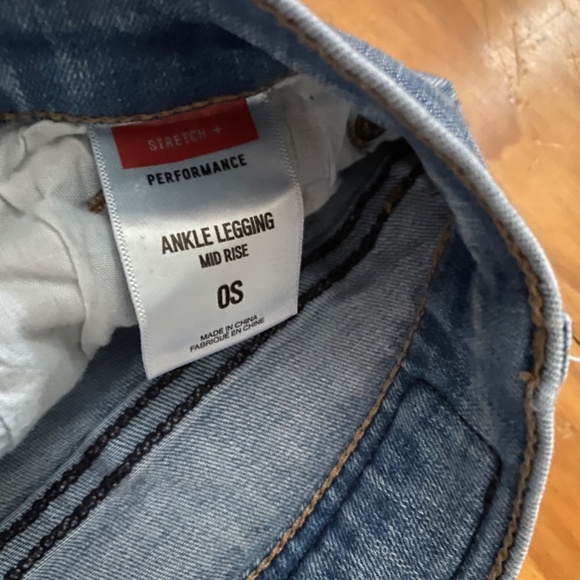 STRETCH +
PERFORMANCE
ANKLE LEGGING
MID RISE
0S
MADE IN CHINA
FABRIQUÉ EN CHINE